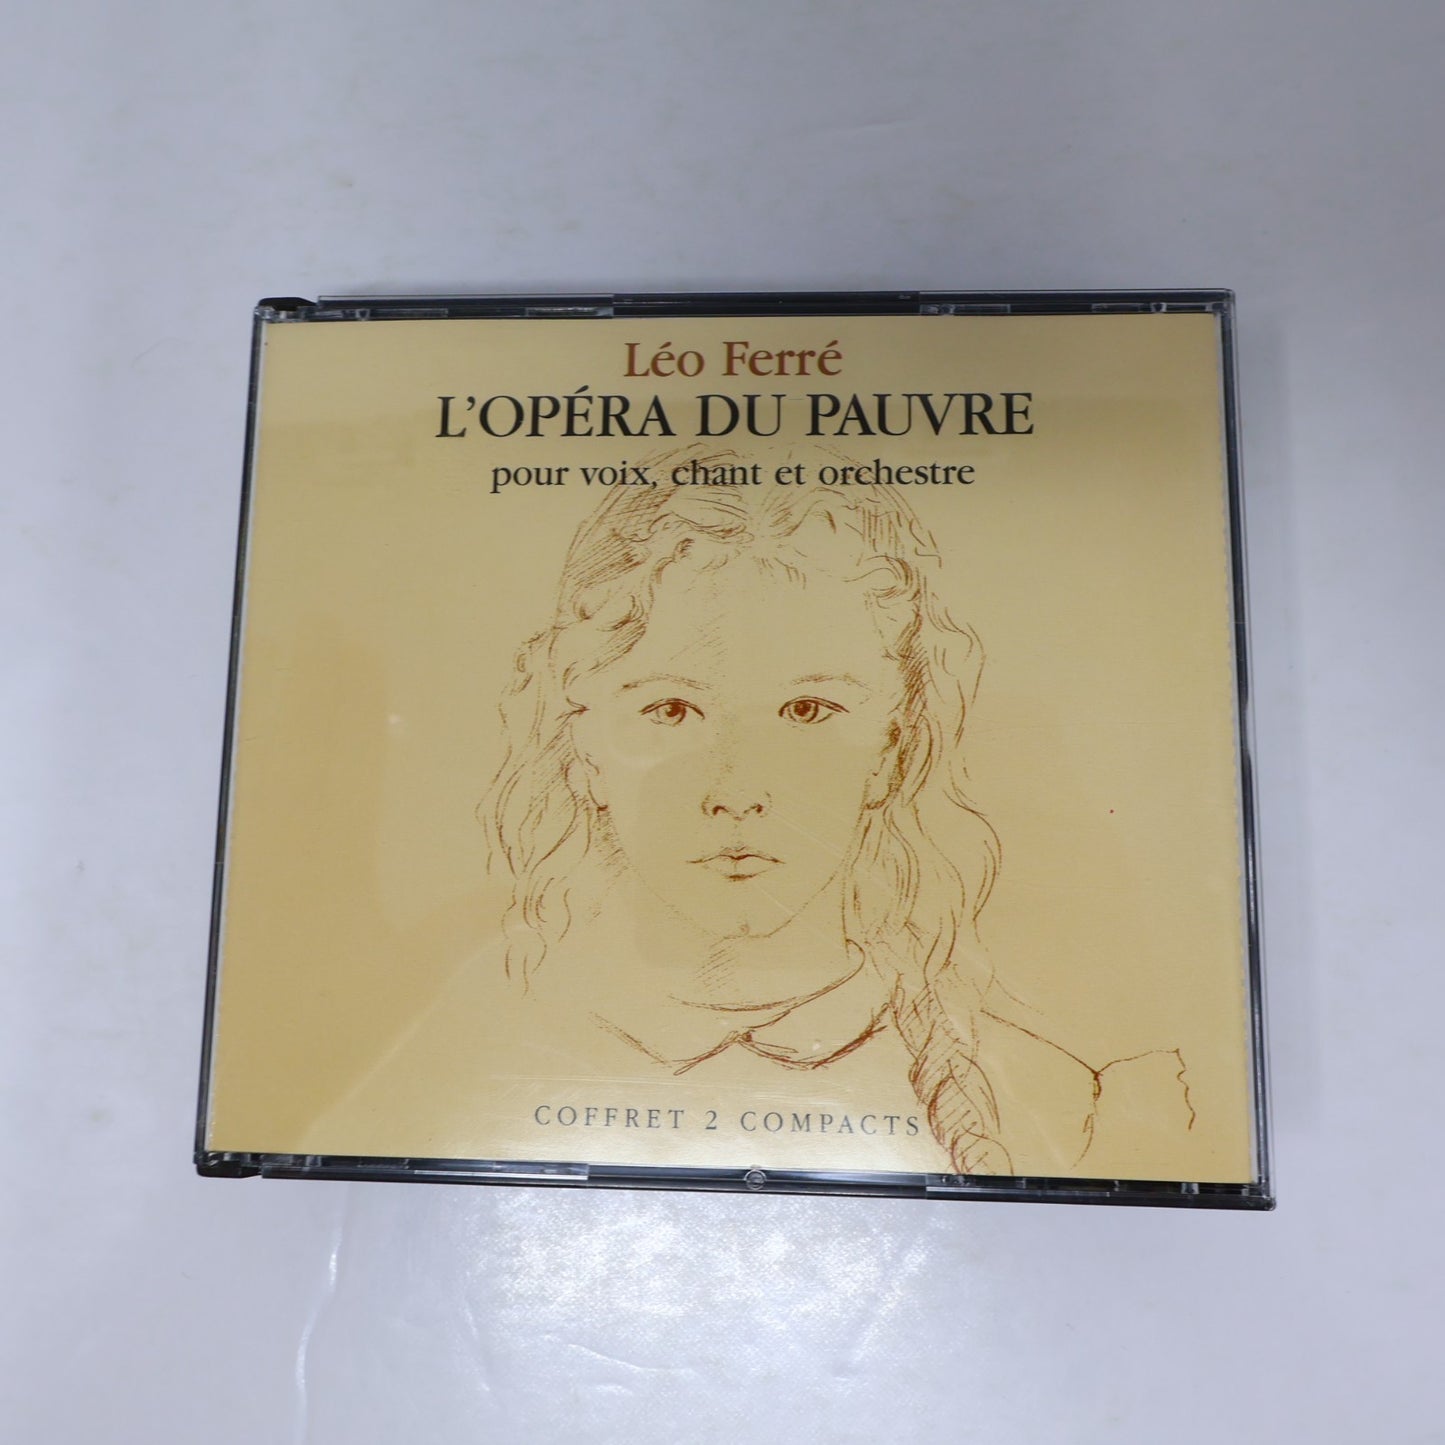 Léo Ferré
L'OPÉRA DU PAUVRE
pour voix, chant et orchestre
COFFRET 2 COMPACTS